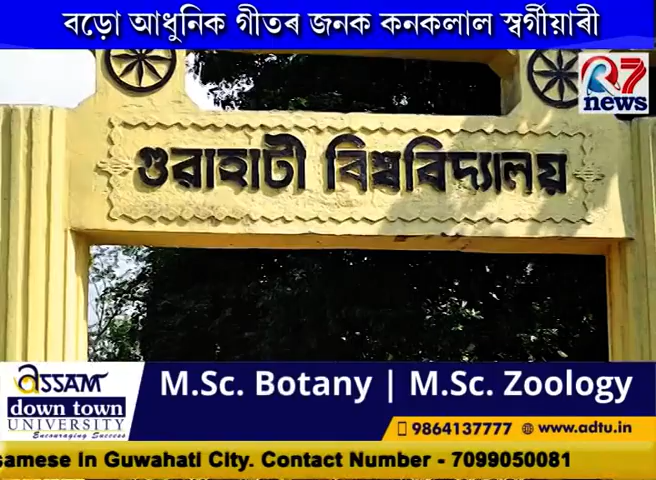 বড়ো আধুনিক গীতৰ জনক কনকলাল স্বৰ্গীয়াৰী
R7
news
গুৱাহাটী বিশ্ববিদ্যালয়
ASSAM
down town
UNIVERSITY
Encouraging Success
M.Sc. Botany | M.Sc. Zoology
9864137777 www.adtu.in
samese in Guwahati City. Contact Number - 7099050081